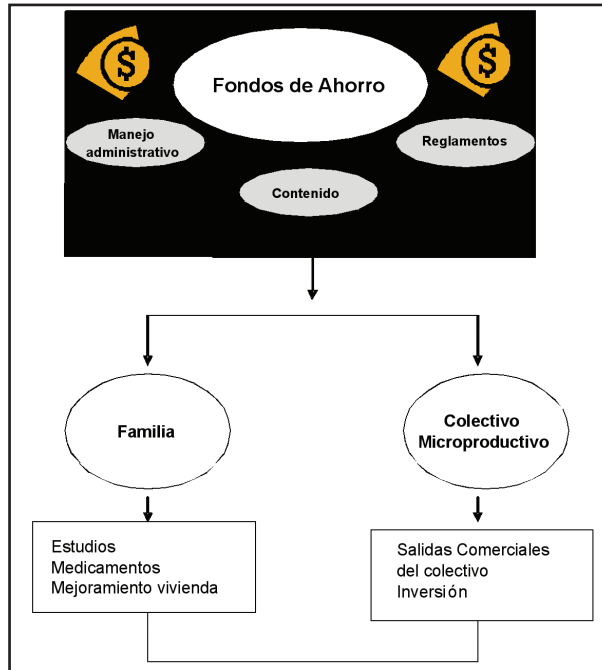 $
$
Fondos de Ahorro
Manejo
administrativo
Reglamentos
Contenido
Familia
Colectivo
Microproductivo
Estudios
Medicamentos
Mejoramiento vivienda
Salidas Comerciales
del colectivo
Inversión